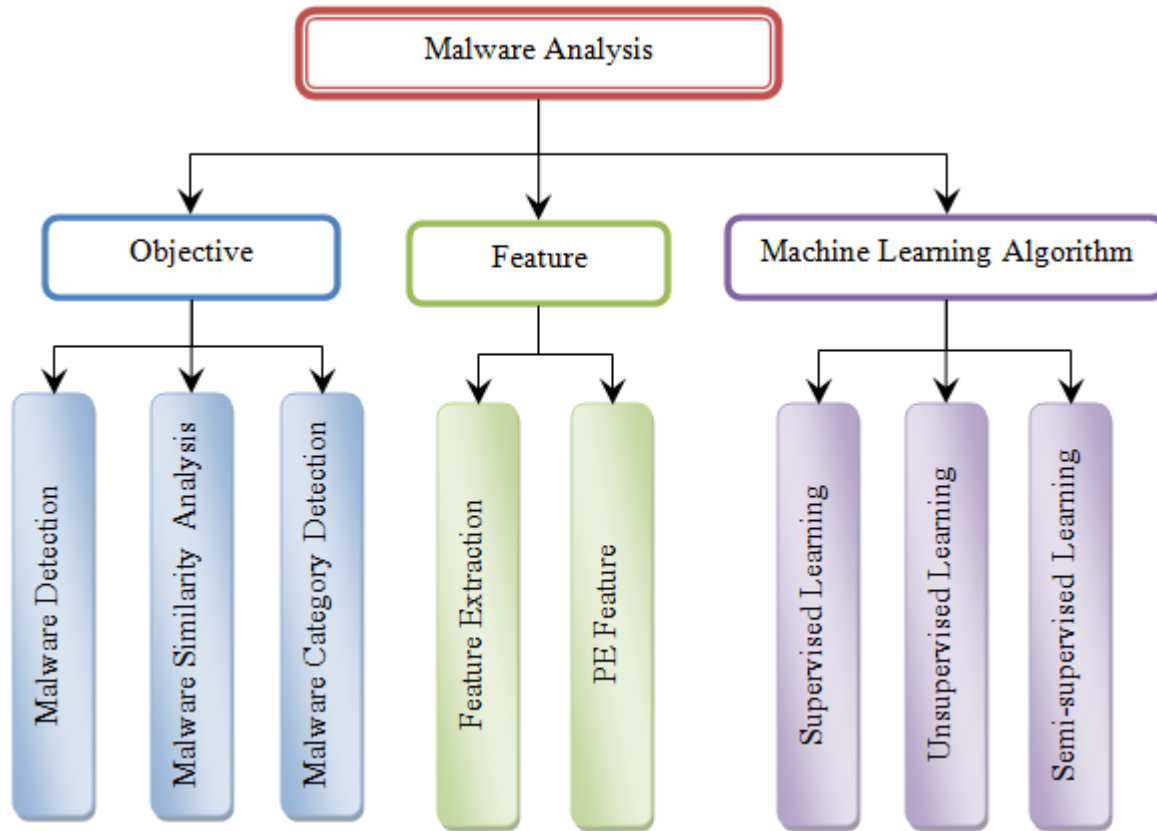 Malware Analysis
Objective
Feature
Machine Learning Algorithm
Malware Detection
Malware Similarity Analysis
Malware Category Detection
Feature Extraction
PE Feature
Supervised Learning
Unsupervised Learning
Semi-supervised Learning